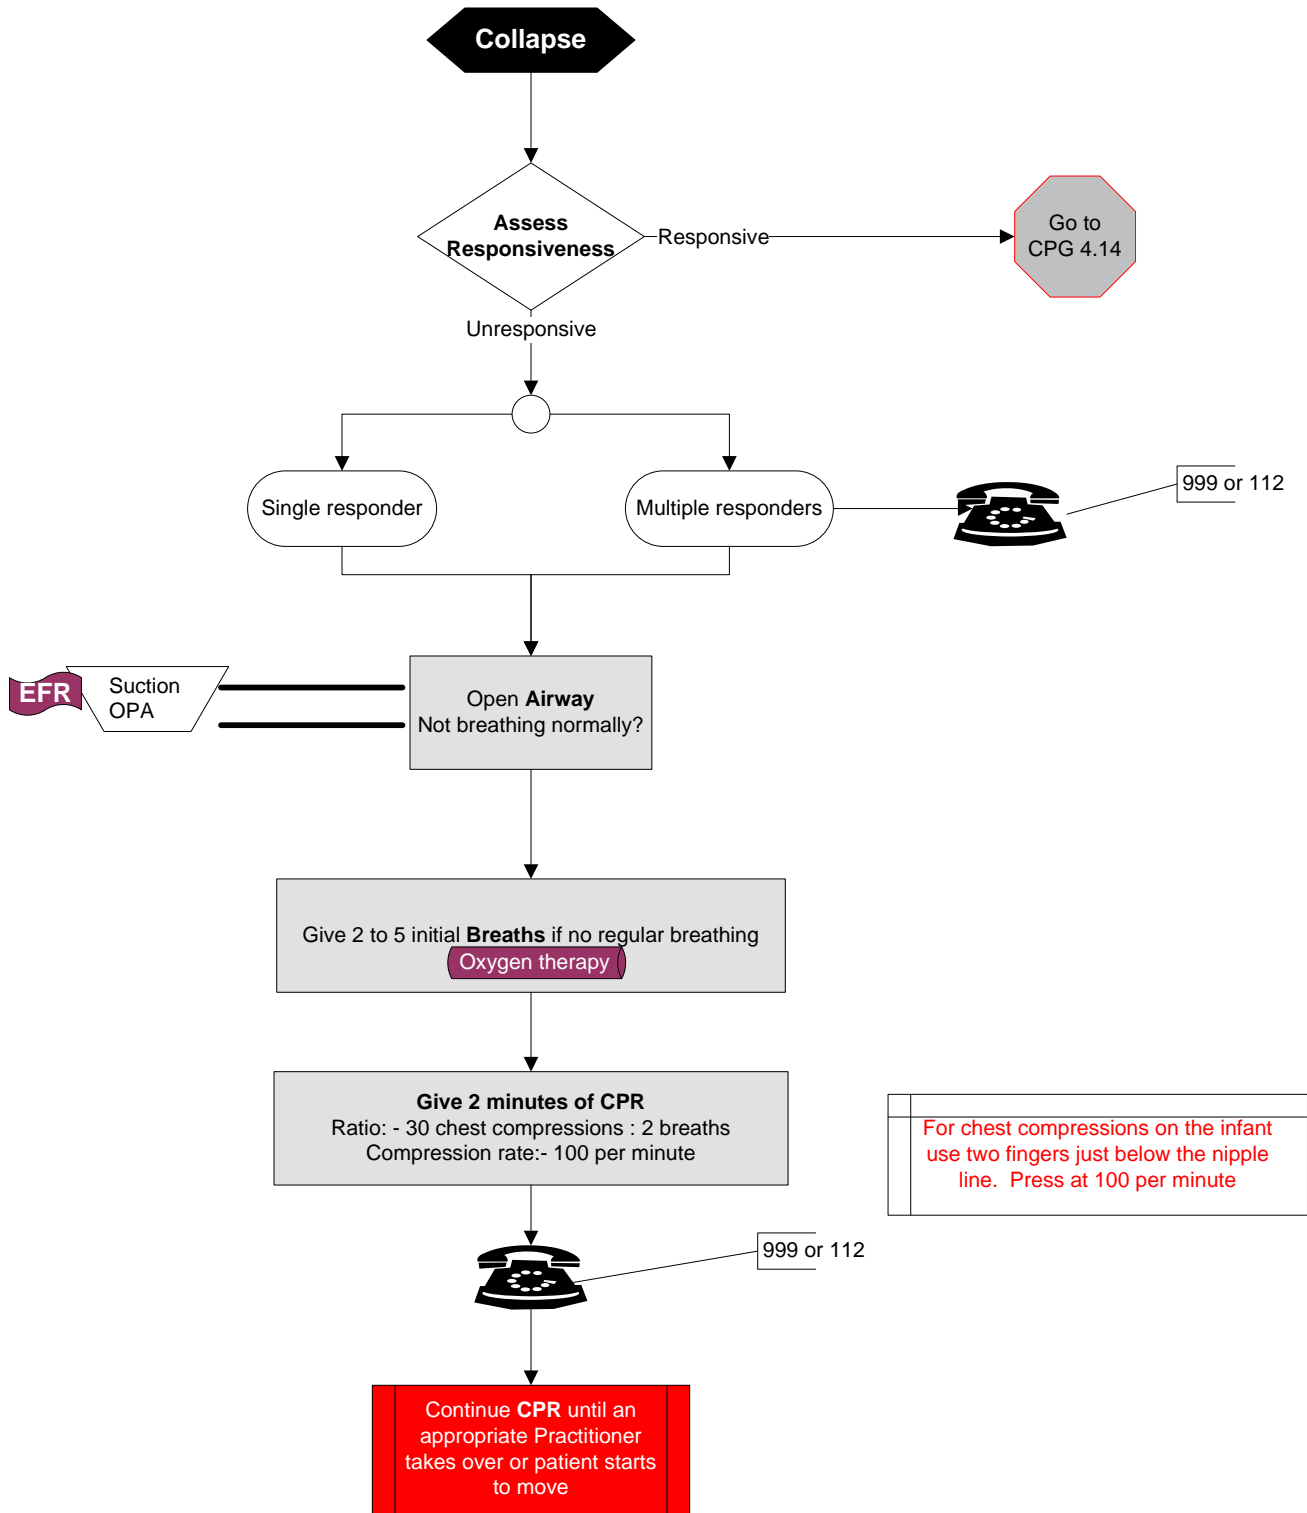 Collapse
Assess
Responsiveness
Responsive
Go to
CPG 4.14
Unresponsive
Single responder
Multiple responders
999 or 112
EFR
Suction
OPA
Open Airway
Not breathing normally?
Give 2 to 5 initial Breaths if no regular breathing
Oxygen therapy
Give 2 minutes of CPR
Ratio: - 30 chest compressions : 2 breaths
Compression rate:- 100 per minute
For chest compressions on the infant
use two fingers just below the nipple
line.  Press at 100 per minute
999 or 112
Continue CPR until an
appropriate Practitioner
takes over or patient starts
to move